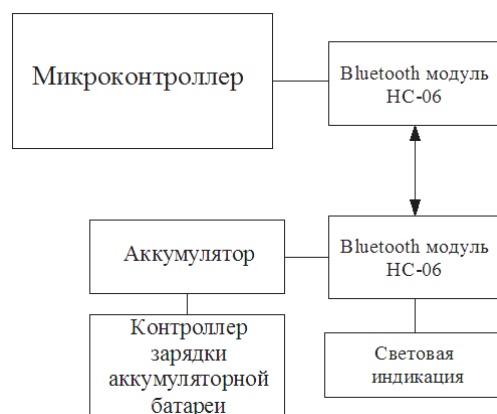 Микроконтроллер
Bluetooth модуль
HC-06
Аккумулятор
Bluetooth модуль
HC-06
Контроллер
зарядки
аккумуляторной
батареи
Световая
индикация